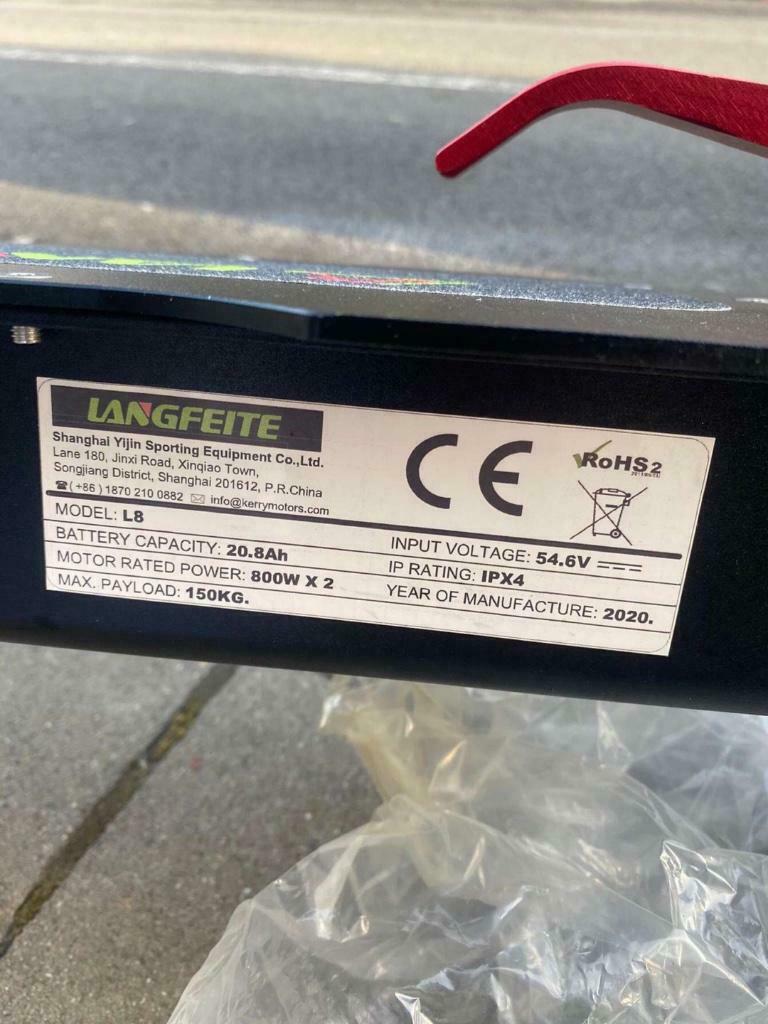 LANGFEITE
Shanghai Yijin Sporting Equipment Co.,Ltd.
Lane 180, Jinxi Road, Xinqiao Town,
Songjiang District, Shanghai 201612, P.R.China
☎(+86) 1870 210 0882 ✉ info@kerrymotors.com
CE
RoHS2
MODEL: L8
BATTERY CAPACITY: 20.8Ah
MOTOR RATED POWER: 800W X 2
MAX. PAYLOAD: 150KG.
INPUT VOLTAGE: 54.6V
IP RATING: IPX4
YEAR OF MANUFACTURE: 2020.